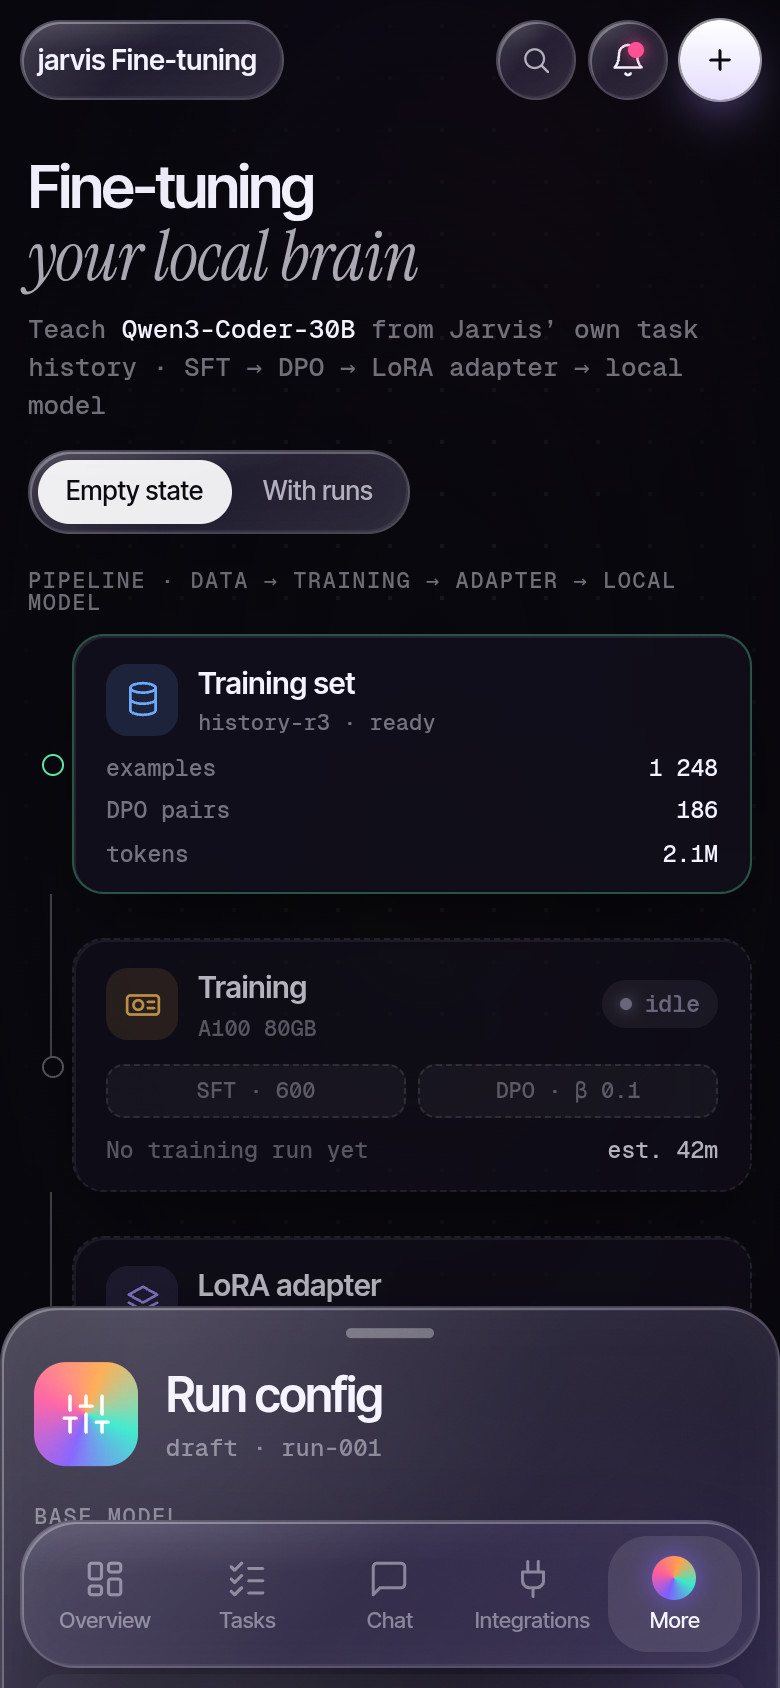 jarvis Fine-tuning
Fine-tuning
your local brain
Teach Qwen3-Coder-30B from Jarvis’ own task
history · SFT → DPO → LoRA adapter → local
model
Empty state
With runs
PIPELINE · DATA → TRAINING → ADAPTER → LOCAL
MODEL
Training set
history-r3 · ready
examples 1 248
DPO pairs 186
tokens 2.1M
Training
A100 80GB
idle
SFT · 600
DPO · β 0.1
No training run yet est. 42m
LoRA adapter
Run config
draft · run-001
BASE MODEL
Overview
Tasks
Chat
Integrations
More